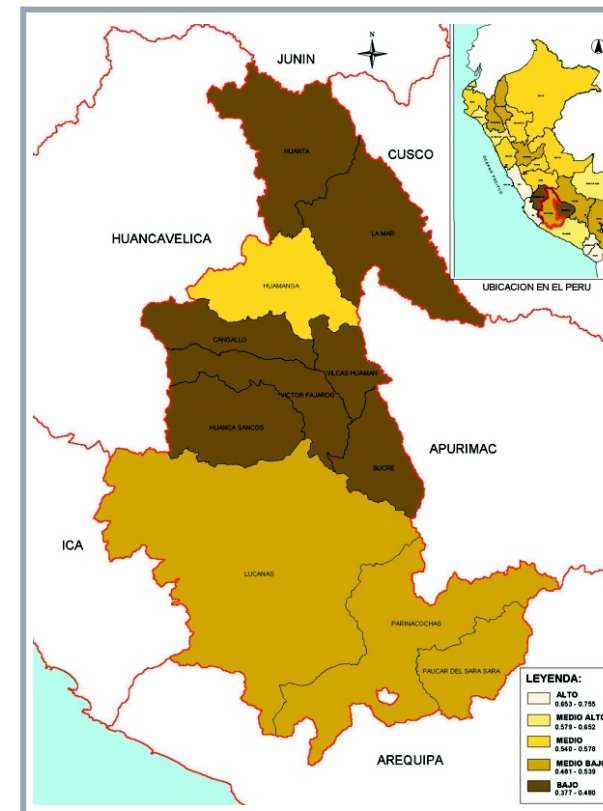 N
JUNIN
CUSCO
HUANTA
LA MAR
HUANCAVELICA
UBICACION EN EL PERU
HUAMANGA
CANGALLO
VILCAS HUAMAN
VICTOR FAJARDO
HUANCA SANCOS
APURIMAC
SUCRE
ICA
LUCANAS
PARINACOCHAS
PAUCAR DEL SARA SARA
AREQUIPA
LEYENDA:
ALTO
0.653 - 0.755
MEDIO ALTO
0.579 - 0.652
MEDIO
0.540 - 0.578
MEDIO BAJO
0.481 - 0.539
BAJO
0.377 - 0.480